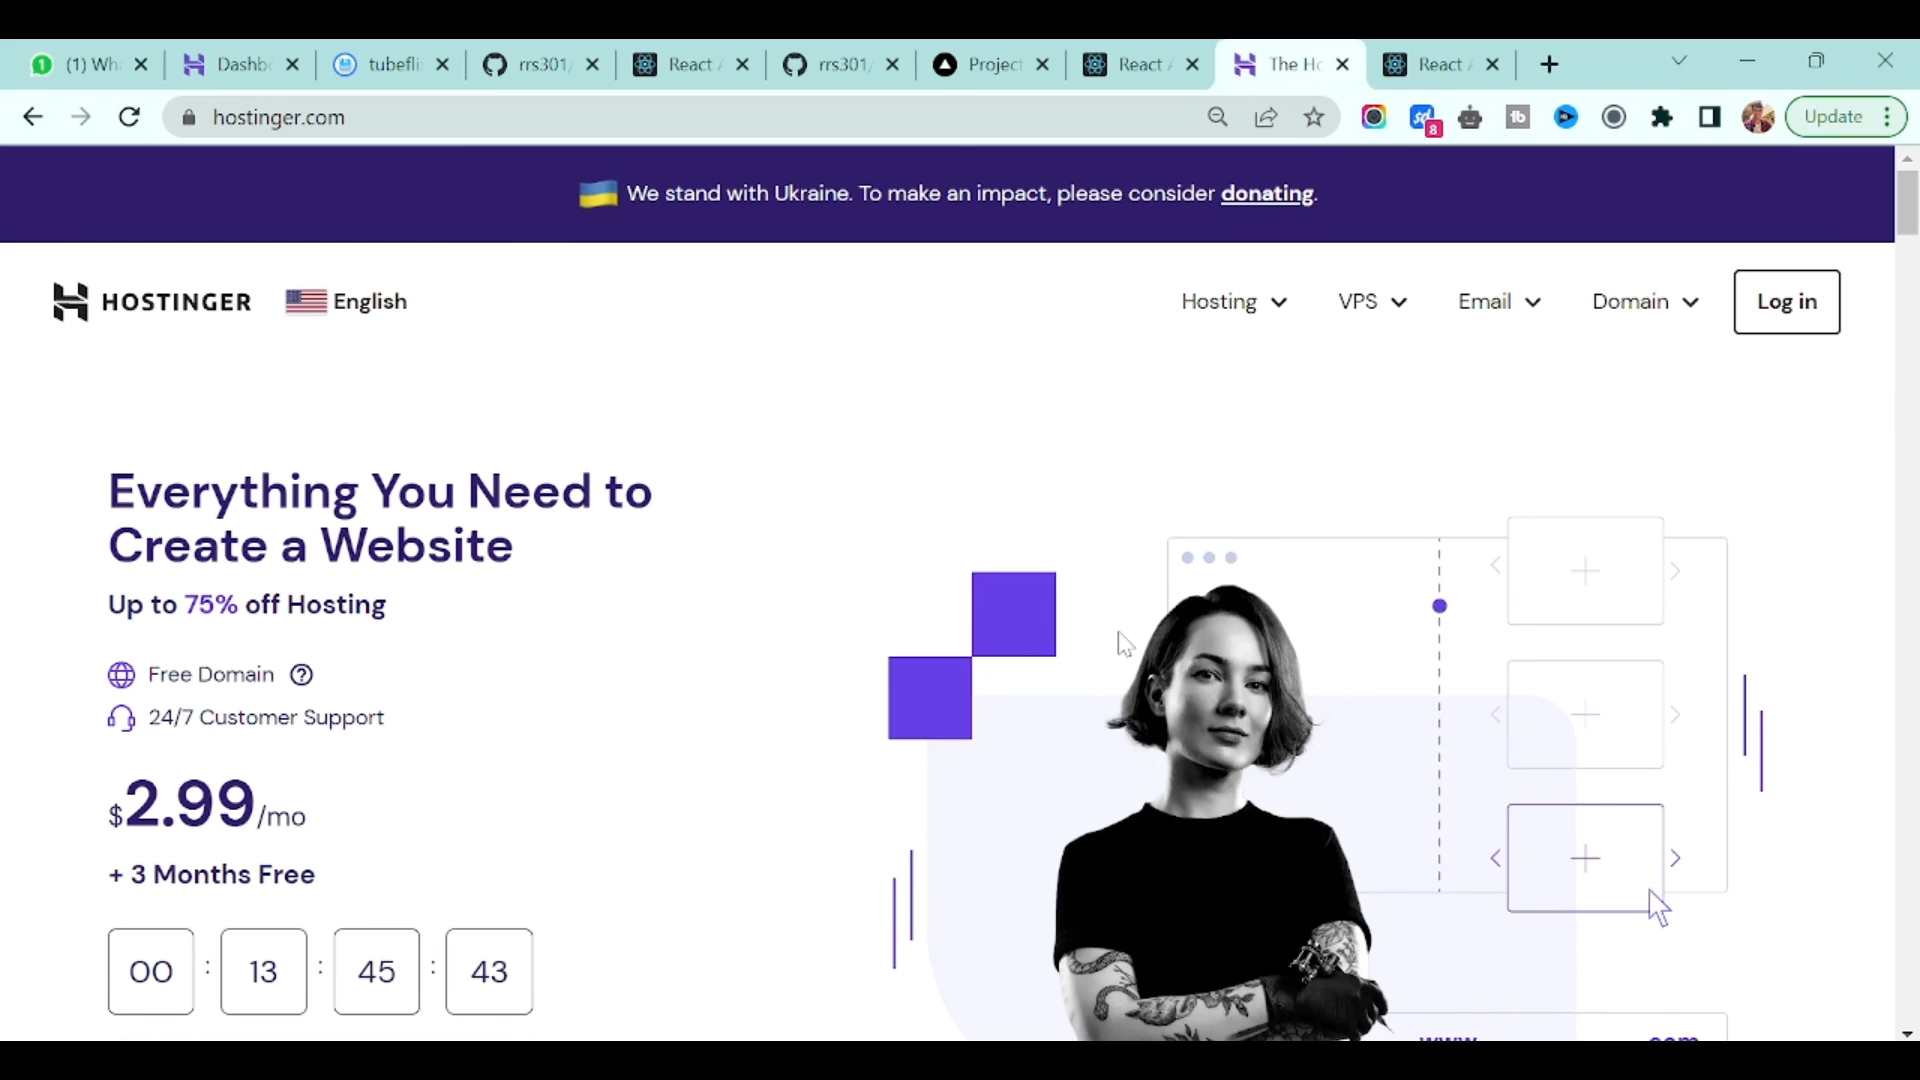 (1) Wh
Dashb
tubefli
rrs301/
React A
rrs301/
Project
React A
The Ho
React A
hostinger.com
8
Update
We stand with Ukraine. To make an impact, please consider donating.
HOSTINGER
English
Hosting
VPS
Email
Domain
Log in
Everything You Need to
Create a Website
Up to 75% off Hosting
Free Domain
24/7 Customer Support
$2.99/mo
+ 3 Months Free
00 : 13 : 45 : 43